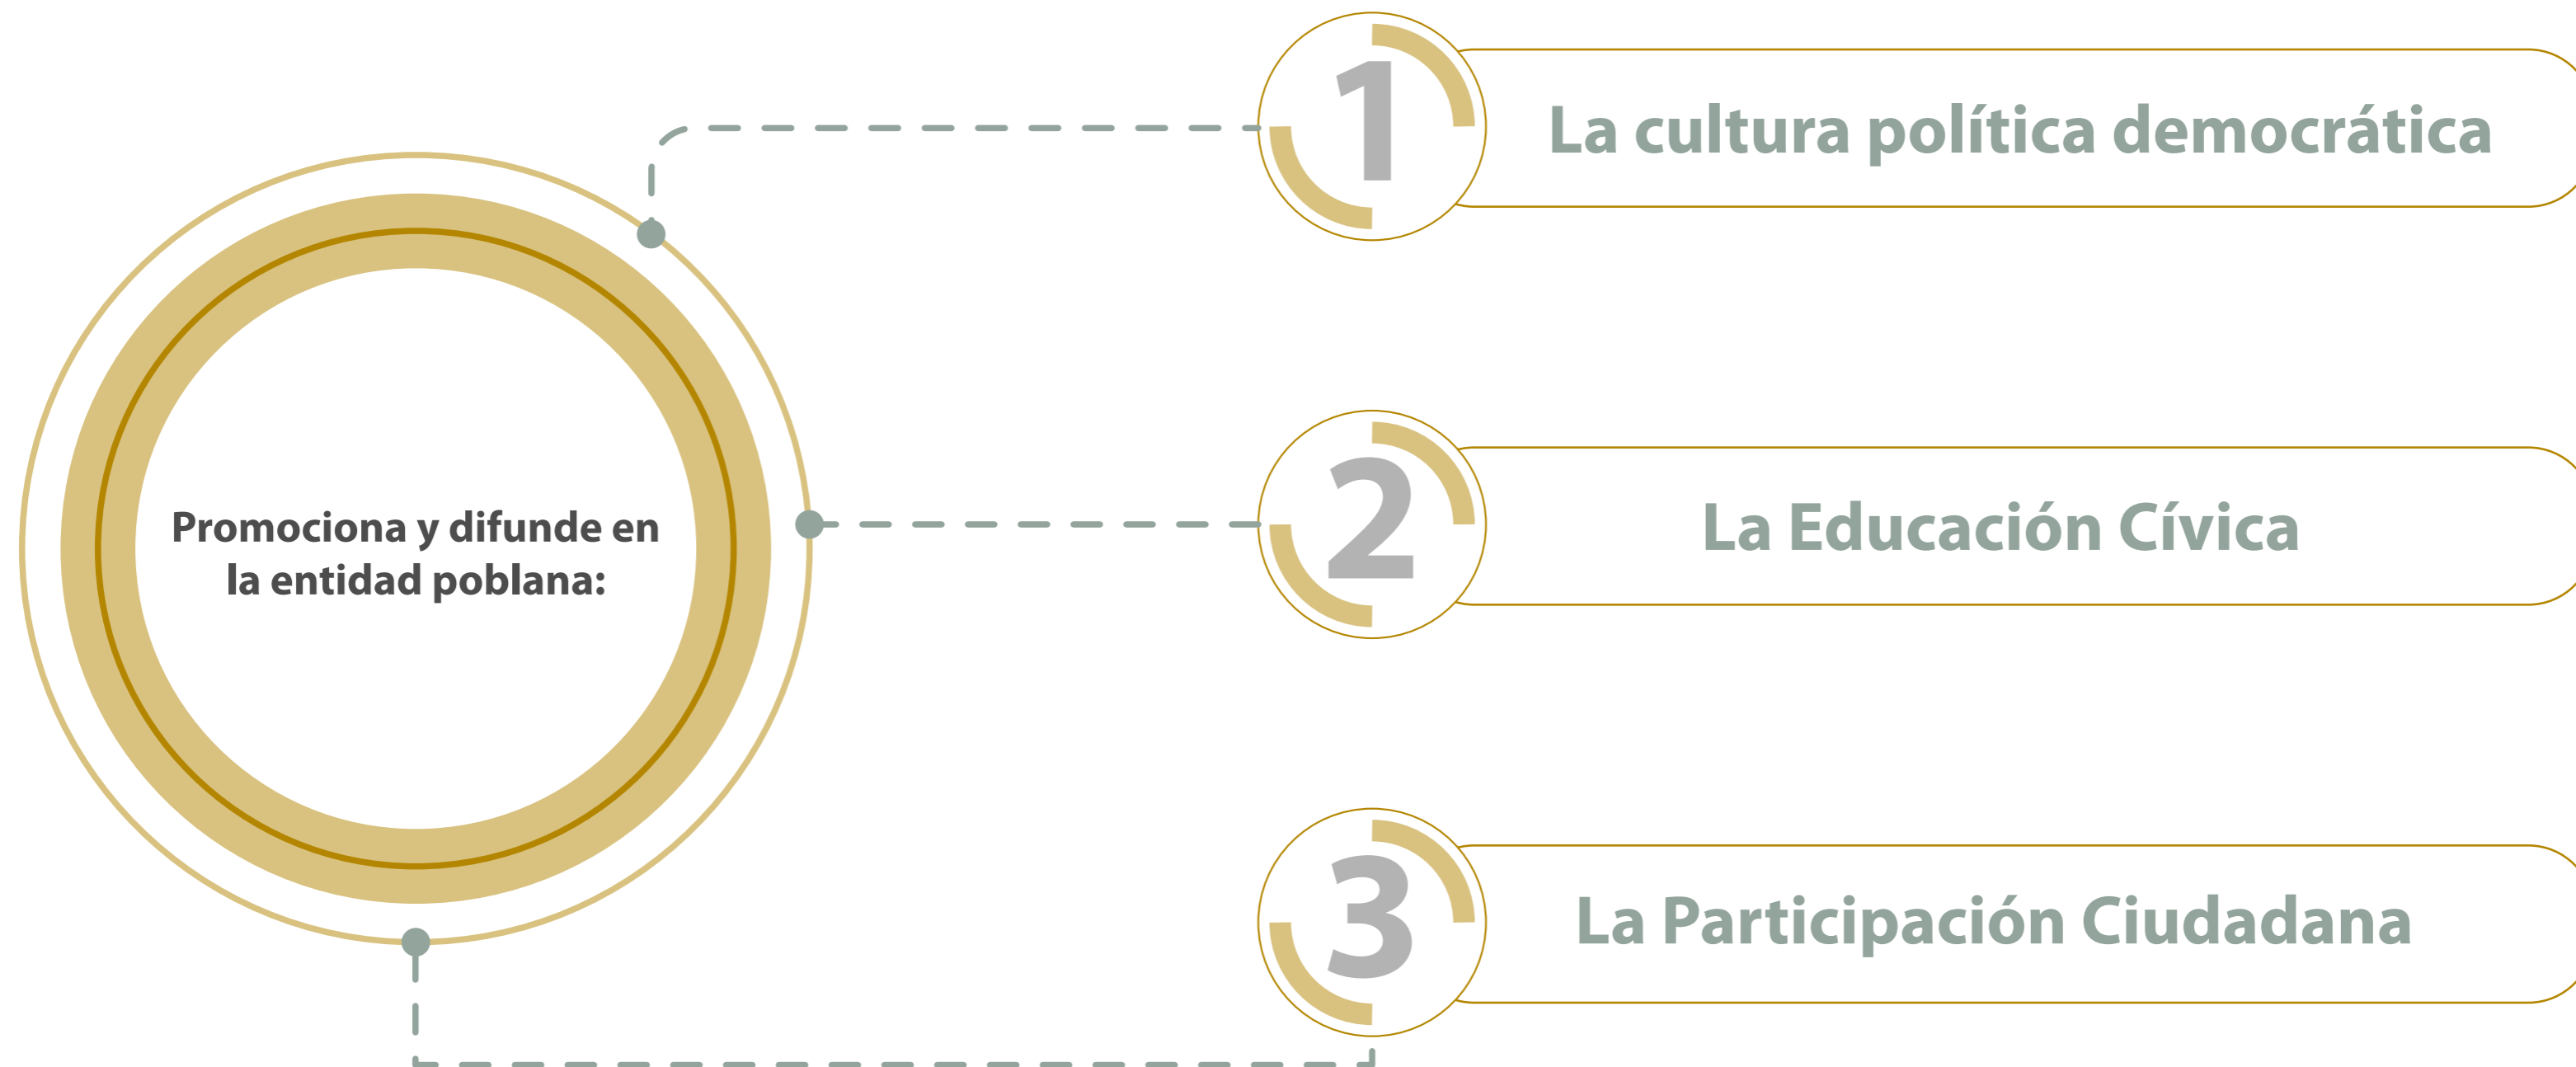 Promociona y difunde en
la entidad poblana:
1
La cultura política democrática
2
La Educación Cívica
3
La Participación Ciudadana